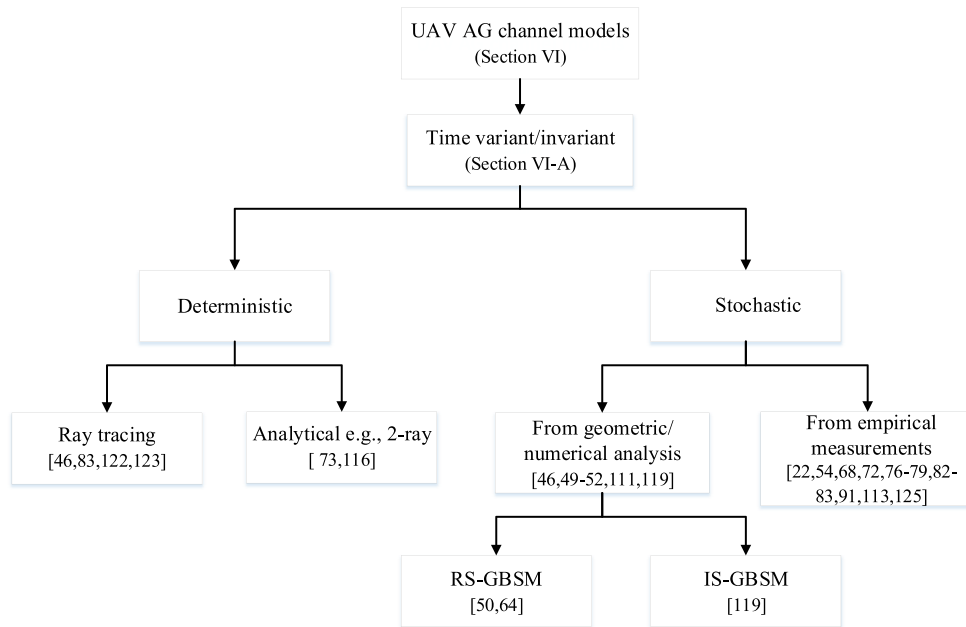 UAV AG channel models
(Section VI)
Time variant/invariant
(Section VI-A)
Deterministic
Stochastic
Ray tracing
[46,83,122,123]
Analytical e.g., 2-ray
[ 73,116]
From geometric/
numerical analysis
[46,49-52,111,119]
From empirical
measurements
[22,54,68,72,76-79,82-
83,91,113,125]
RS-GBSM
[50,64]
IS-GBSM
[119]